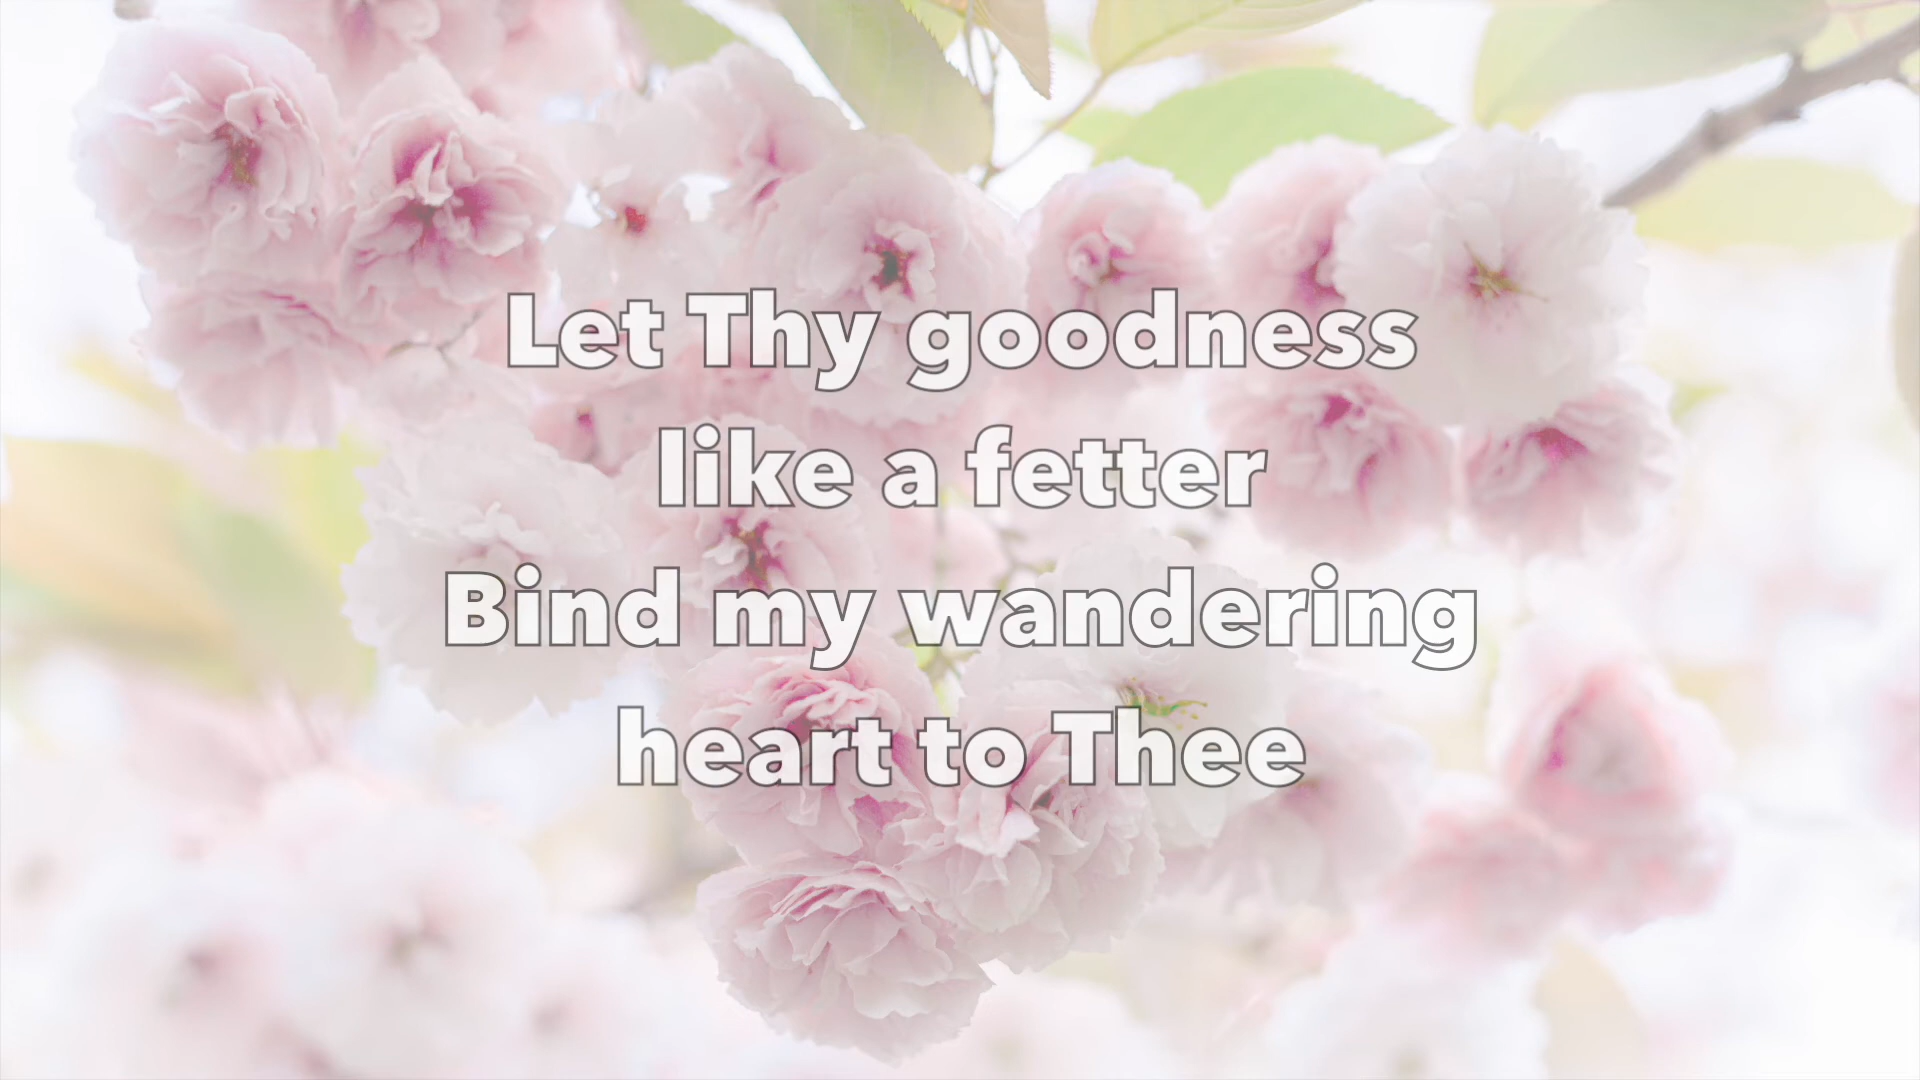 Let Thy goodness
like a fetter
Bind my wandering
heart to Thee